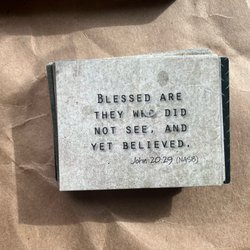 BLESSED ARE
THEY WHO DID
NOT SEE, AND
YET BELIEVED.
John 20:29 (NASB)